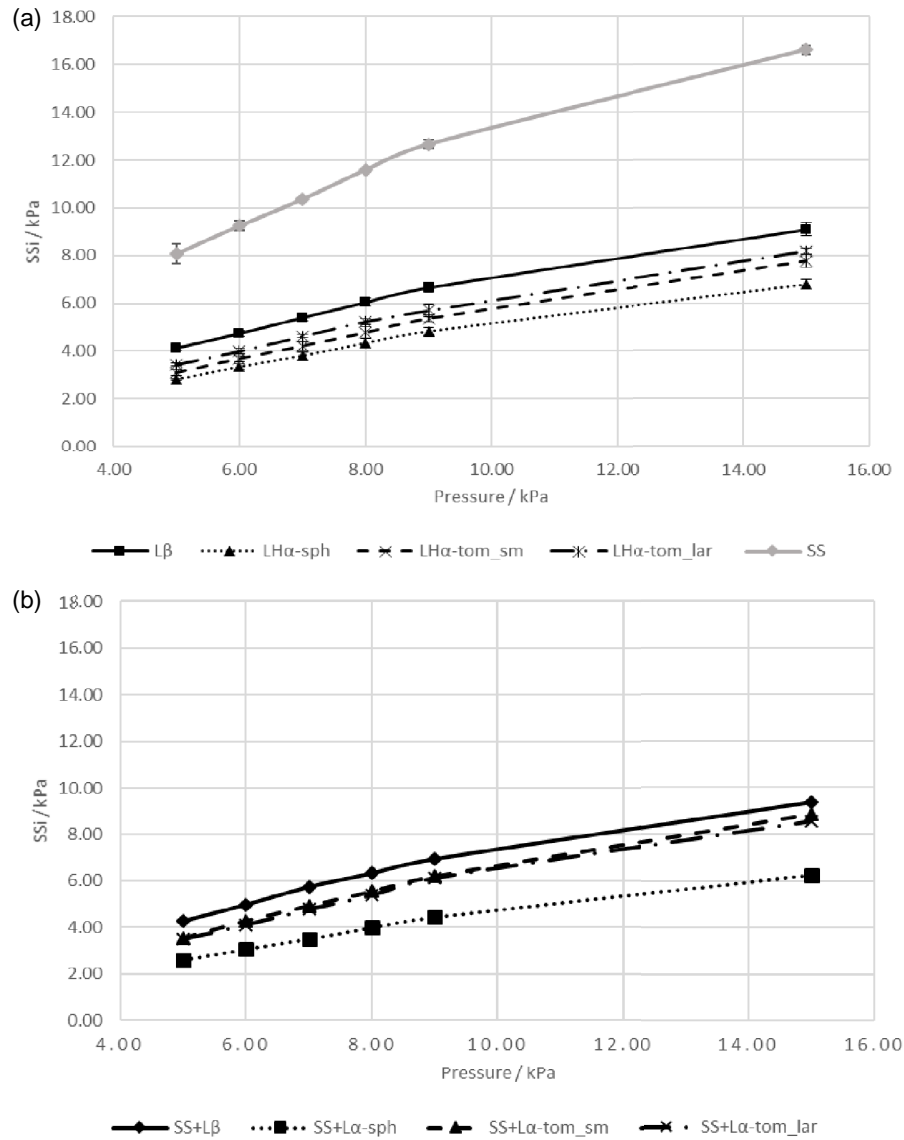 (a)
18.00
16.00
14.00
12.00
10.00
8.00
6.00
4.00
2.00
0.00
SSi / kPa
4.00 6.00 8.00 10.00 12.00 14.00 16.00
Pressure / kPa
Lβ LHα-sph LHα-tom_sm LHα-tom_lar SS
(b)
18.00
16.00
14.00
12.00
10.00
8.00
6.00
4.00
2.00
0.00
SSi / kPa
4.00 6.00 8.00 10.00 12.00 14.00 16.00
Pressure / kPa
SS+Lβ SS+Lα-sph SS+Lα-tom_sm SS+Lα-tom_lar